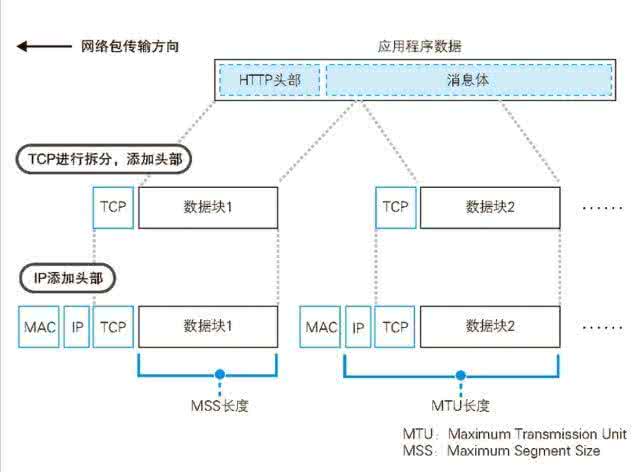 网络包传输方向
应用程序数据
HTTP头部 消息体
TCP进行拆分，添加头部
TCP 数据块1 TCP 数据块2 ······
IP添加头部
MAC IP TCP 数据块1 MAC IP TCP 数据块2 ······
MSS长度 MTU长度
MTU：Maximum Transmission Unit
MSS：Maximum Segment Size